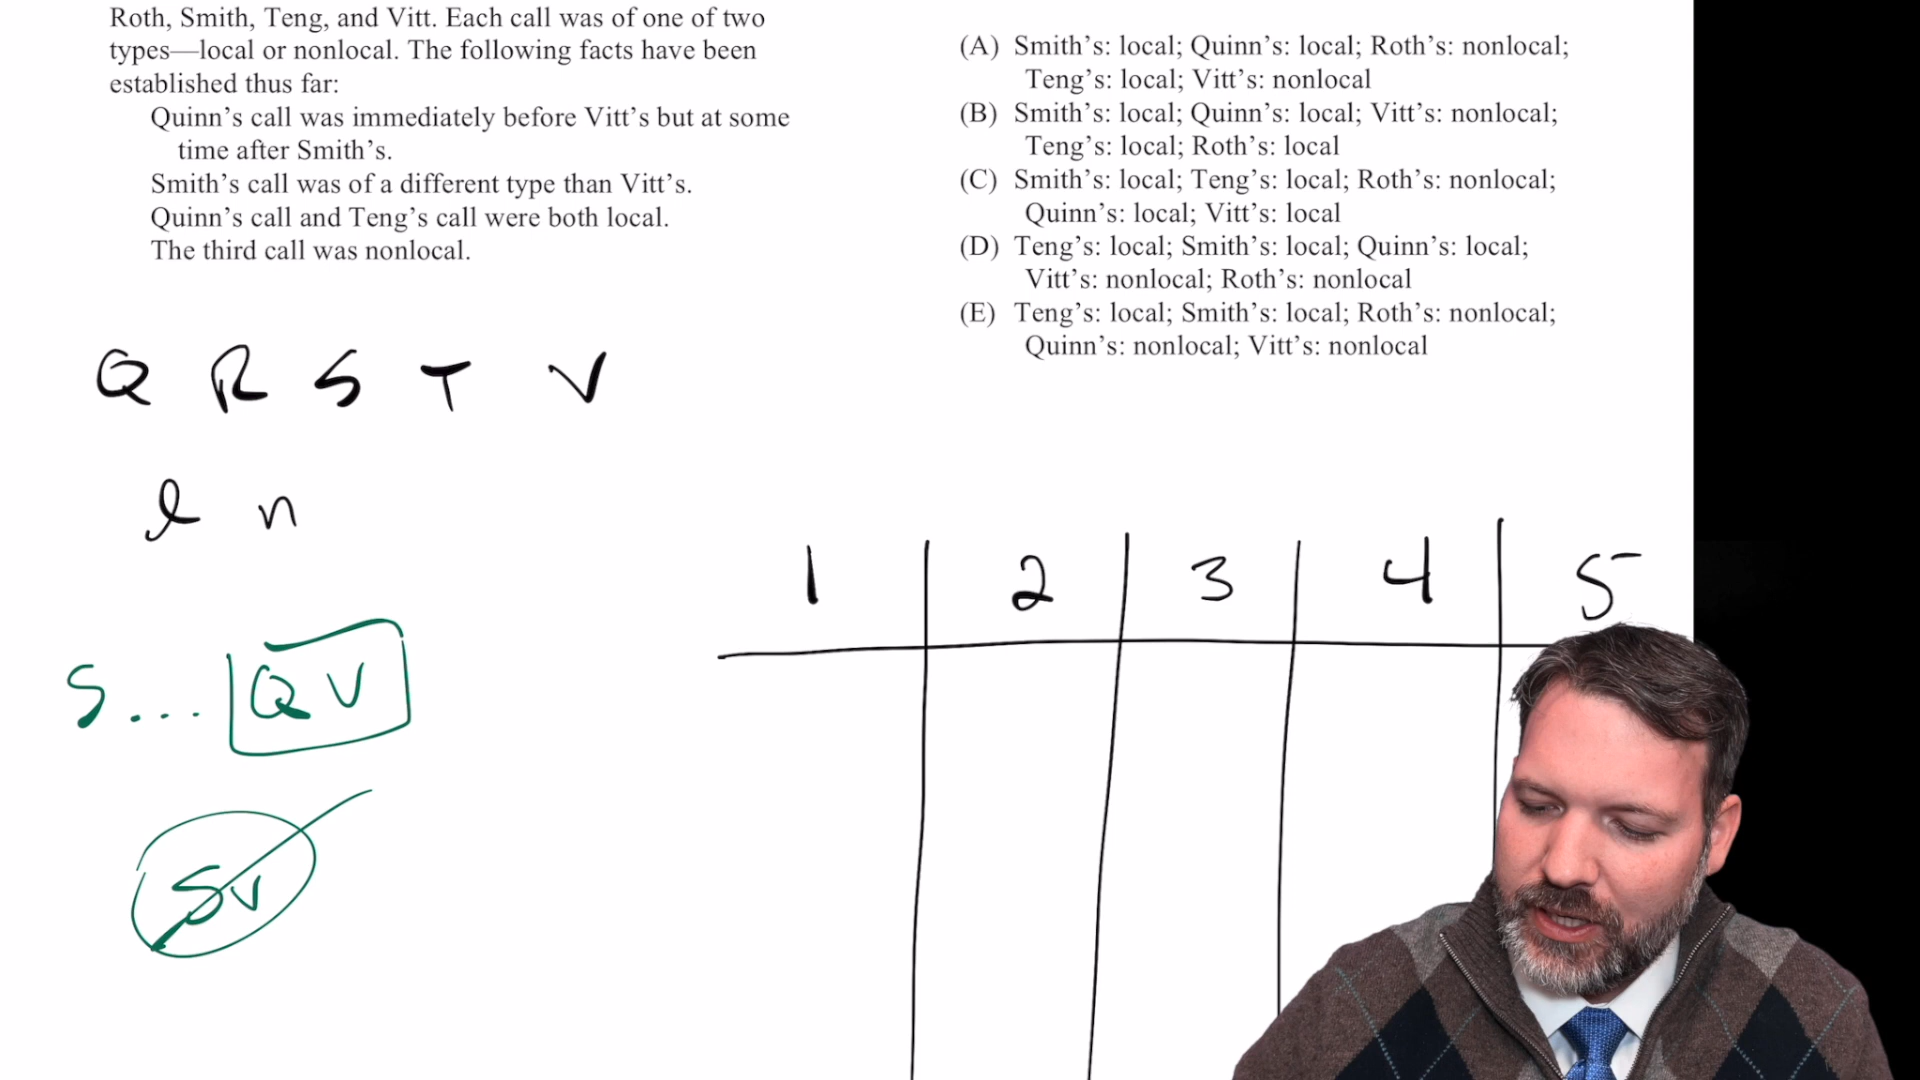 Roth, Smith, Teng, and Vitt. Each call was of one of two
types—local or nonlocal. The following facts have been
established thus far:
Quinn’s call was immediately before Vitt’s but at some
time after Smith’s.
Smith’s call was of a different type than Vitt’s.
Quinn’s call and Teng’s call were both local.
The third call was nonlocal.
(A) Smith’s: local; Quinn’s: local; Roth’s: nonlocal;
Teng’s: local; Vitt’s: nonlocal
(B) Smith’s: local; Quinn’s: local; Vitt’s: nonlocal;
Teng’s: local; Roth’s: local
(C) Smith’s: local; Teng’s: local; Roth’s: nonlocal;
Quinn’s: local; Vitt’s: local
(D) Teng’s: local; Smith’s: local; Quinn’s: local;
Vitt’s: nonlocal; Roth’s: nonlocal
(E) Teng’s: local; Smith’s: local; Roth’s: nonlocal;
Quinn’s: nonlocal; Vitt’s: nonlocal
Q R S T V
l n
S... QV
SV
1 2 3 4 5